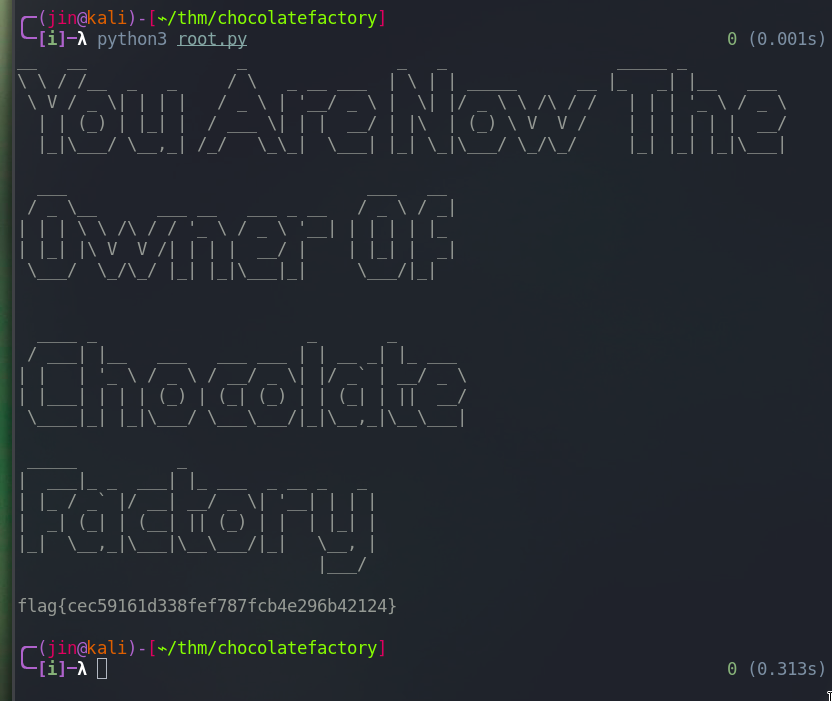 (jin@kali)-[~/thm/chocolatefactory]
[i]-λ python3 root.py 0 (0.001s)
You Are Now The
Owner Of
Chocolate
Factory
flag{cec59161d338fef787fcb4e296b42124}
(jin@kali)-[~/thm/chocolatefactory]
[i]-λ 0 (0.313s)